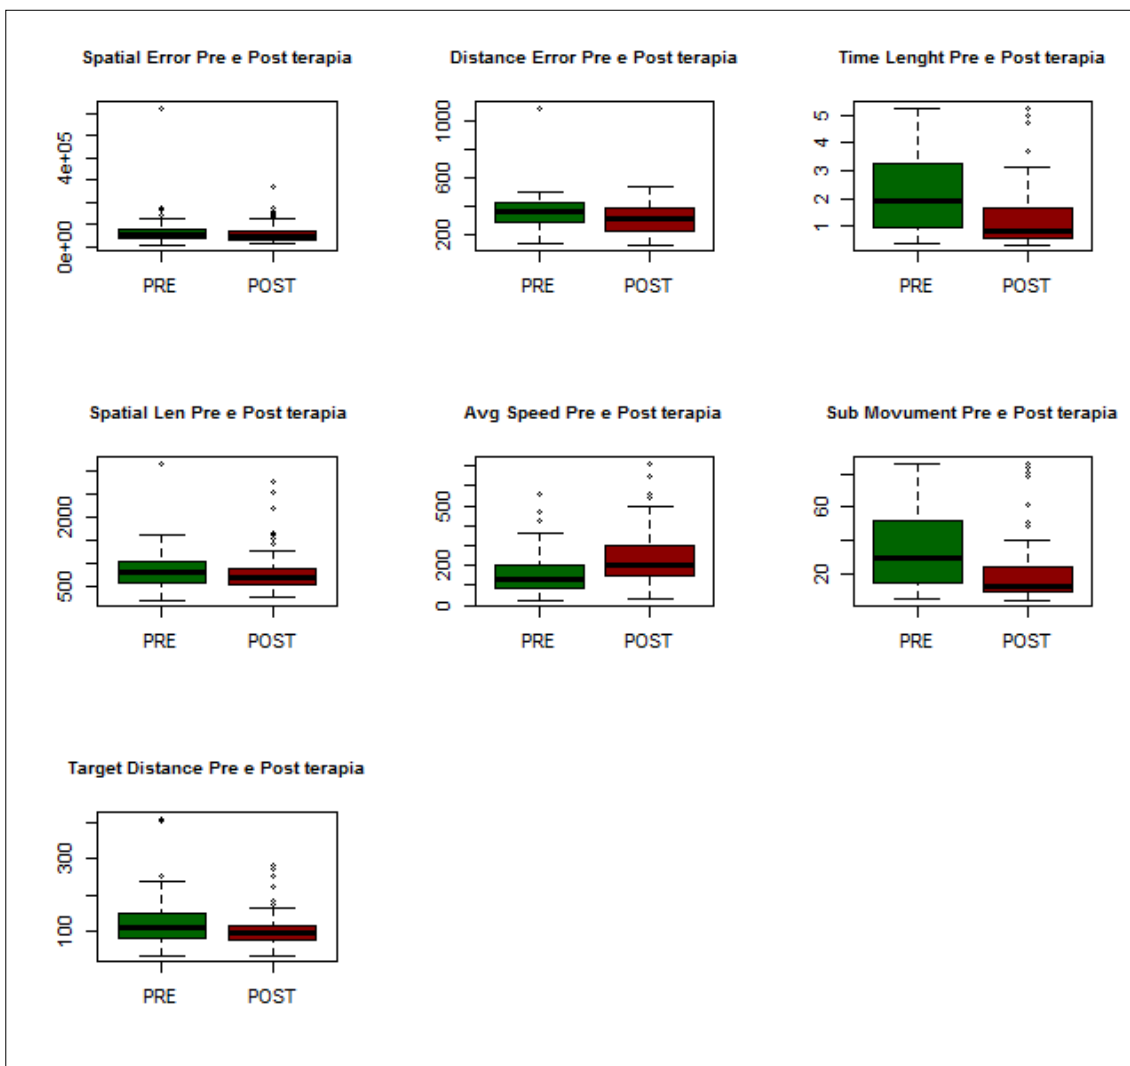 Spatial Error Pre e Post terapia
4e+05
0e+00
PRE POST
Distance Error Pre e Post terapia
1000
600
200
PRE POST
Time Lenght Pre e Post terapia
5
4
3
2
1
PRE POST
Spatial Len Pre e Post terapia
2000
500
PRE POST
Avg Speed Pre e Post terapia
500
200
0
PRE POST
Sub Movument Pre e Post terapia
60
20
PRE POST
Target Distance Pre e Post terapia
300
100
PRE POST